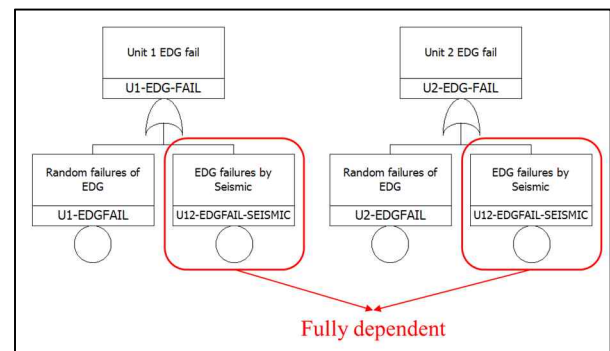 Unit 1 EDG fail
U1-EDG-FAIL
Random failures of
EDG
U1-EDGFAIL
EDG failures by
Seismic
U12-EDGFAIL-SEISMIC
Unit 2 EDG fail
U2-EDG-FAIL
Random failures of
EDG
U2-EDGFAIL
EDG failures by
Seismic
U12-EDGFAIL-SEISMIC
Fully dependent